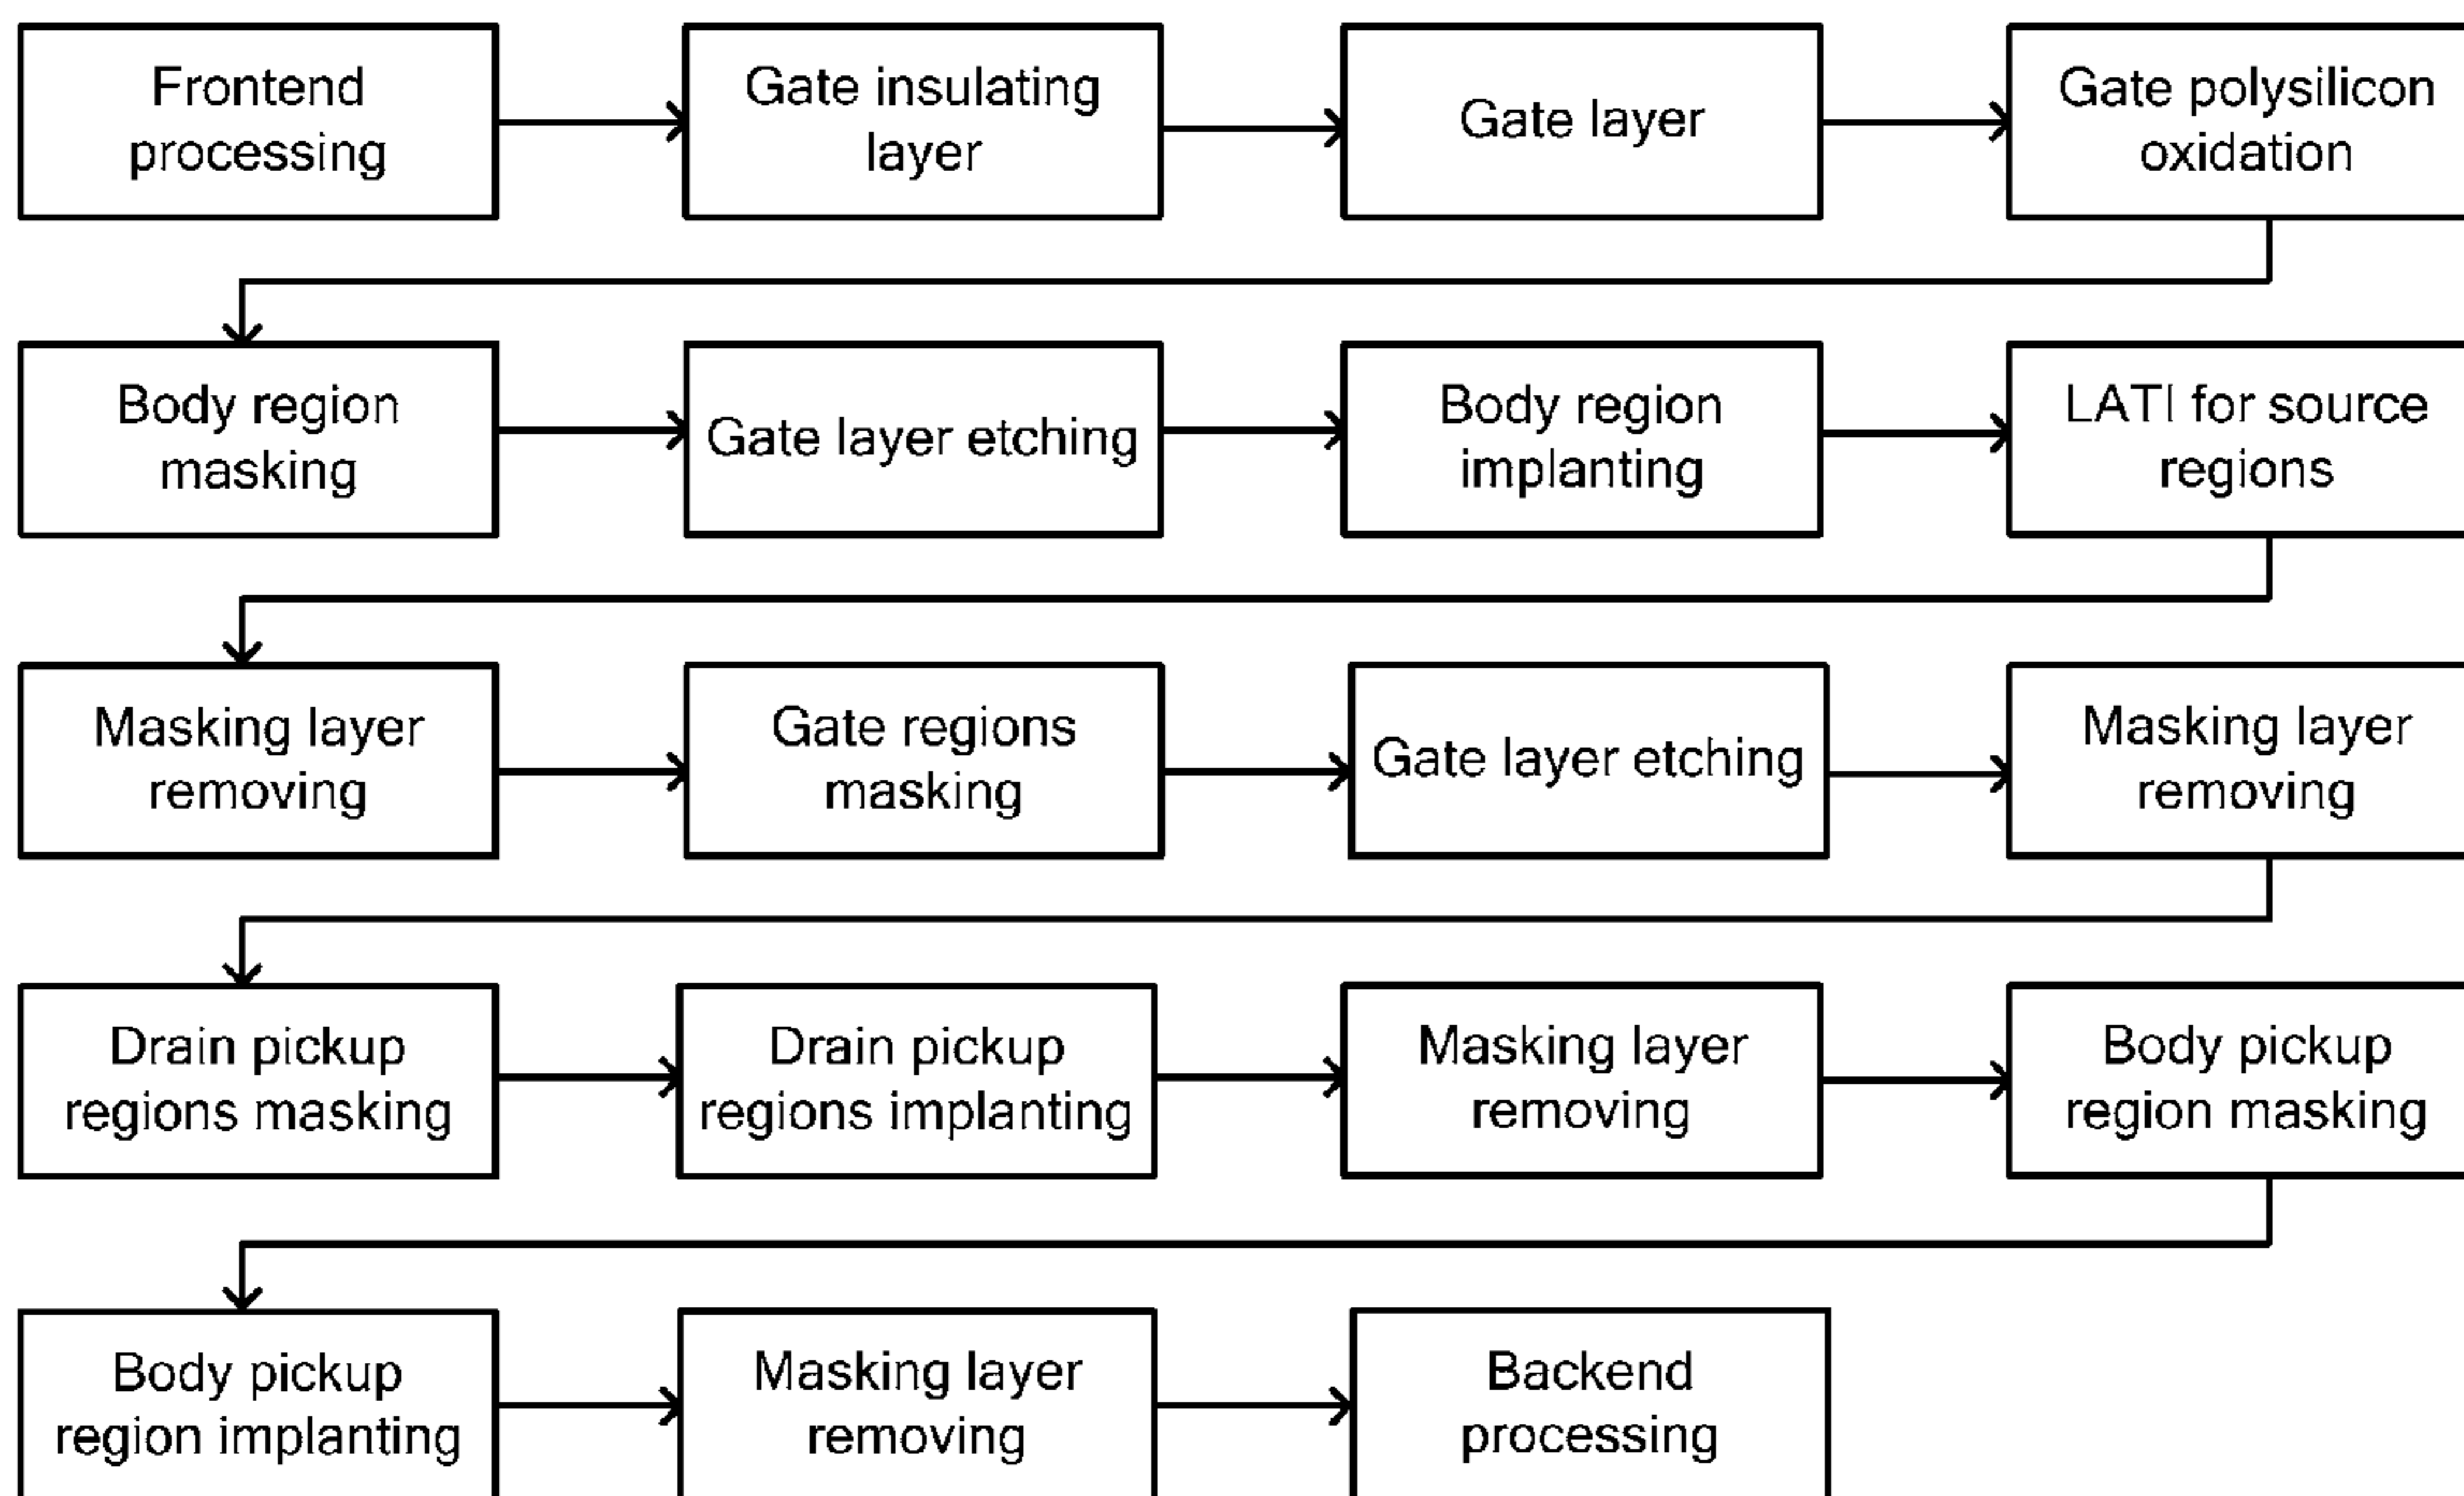 Frontend
processing
Gate insulating
layer
Gate layer
Gate polysilicon
oxidation
Body region
masking
Gate layer etching
Body region
implanting
LATI for source
regions
Masking layer
removing
Gate regions
masking
Gate layer etching
Masking layer
removing
Drain pickup
regions masking
Drain pickup
regions implanting
Masking layer
removing
Body pickup
region masking
Body pickup
region implanting
Masking layer
removing
Backend
processing